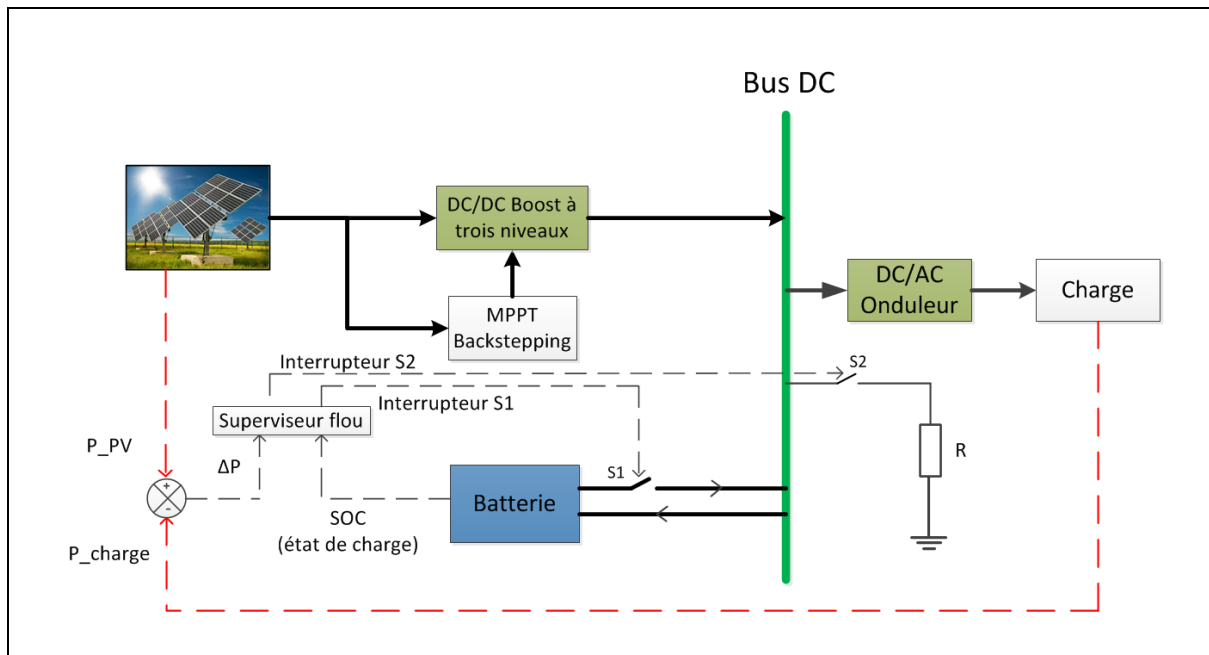 Bus DC
DC/DC Boost à
trois niveaux
DC/AC
Onduleur
Charge
MPPT
Backstepping
Interrupteur S2
S2
Interrupteur S1
Superviseur flou
P_PV
ΔP
R
S1
+
-
Batterie
SOC
(état de charge)
P_charge